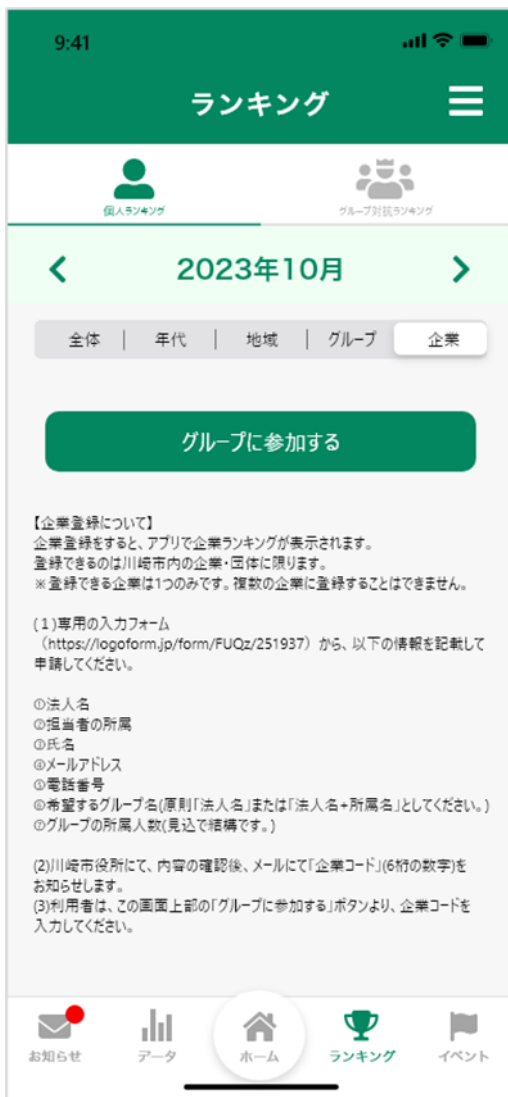 9:41
ランキング
個人ランキング
グループ対抗ランキング
2023年10月
全体 | 年代 | 地域 | グループ 企業
グループに参加する
【企業登録について】
企業登録をすると、アプリで企業ランキングが表示されます。
登録できるのは川崎市内の企業・団体に限ります。
※登録できる企業は1つのみです。複数の企業に登録することはできません。
(1)専用の入力フォーム
(https://logoform.jp/form/FUQz/251937) から、以下の情報を記載して
申請してください。
①法人名
②担当者の所属
③氏名
④メールアドレス
⑤電話番号
⑥希望するグループ名(原則「法人名」または「法人名+所属名」としてください。)
⑦グループの所属人数(見込で結構です。)
(2)川崎市役所にて、内容の確認後、メールにて「企業コード」(6桁の数字)を
お知らせします。
(3)利用者は、この画面上部の「グループに参加する」ボタンより、企業コードを
入力してください。
お知らせ
データ
ホーム
ランキング
イベント